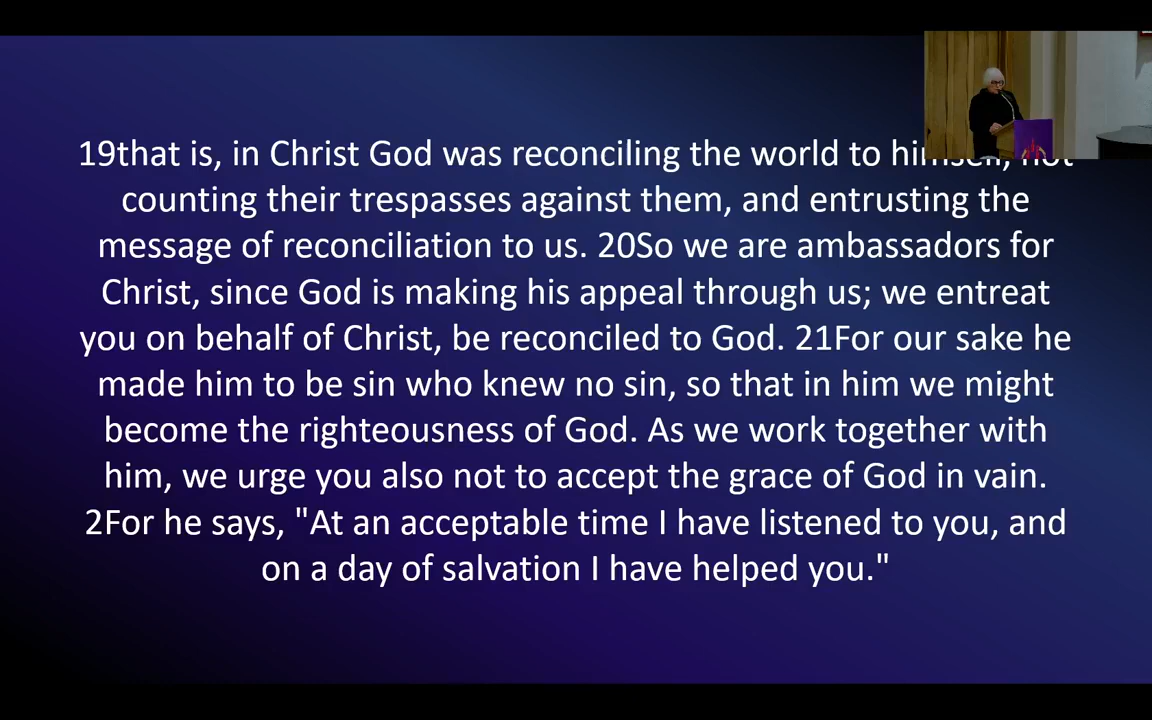 19that is, in Christ God was reconciling the world to himself, not
counting their trespasses against them, and entrusting the
message of reconciliation to us. 20So we are ambassadors for
Christ, since God is making his appeal through us; we entreat
you on behalf of Christ, be reconciled to God. 21For our sake he
made him to be sin who knew no sin, so that in him we might
become the righteousness of God. As we work together with
him, we urge you also not to accept the grace of God in vain.
2For he says, "At an acceptable time I have listened to you, and
on a day of salvation I have helped you."